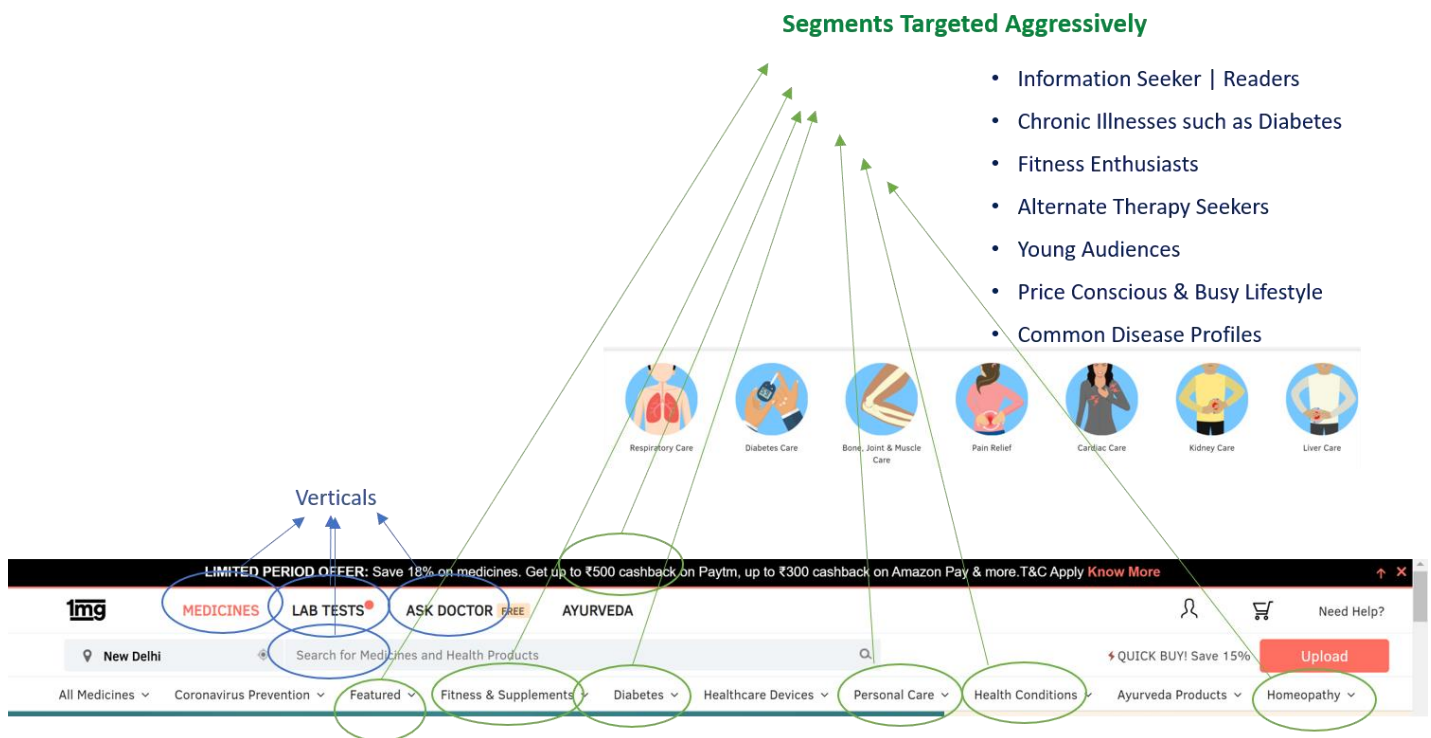 Segments Targeted Aggressively
• Information Seeker | Readers
• Chronic Illnesses such as Diabetes
• Fitness Enthusiasts
• Alternate Therapy Seekers
• Young Audiences
• Price Conscious & Busy Lifestyle
• Common Disease Profiles
Respiratory Care
Diabetes Care
Bone, Joint & Muscle
Care
Pain Relief
Cardiac Care
Kidney Care
Liver Care
Verticals
LIMITED PERIOD OFFER: Save 18% on medicines. Get up to ₹500 cashback on Paytm, up to ₹300 cashback on Amazon Pay & more.T&C Apply Know More
1mg MEDICINES LAB TESTS ASK DOCTOR FREE AYURVEDA Need Help?
New Delhi Search for Medicines and Health Products QUICK BUY! Save 15% Upload
All Medicines Coronavirus Prevention Featured Fitness & Supplements Diabetes Healthcare Devices Personal Care Health Conditions Ayurveda Products Homeopathy